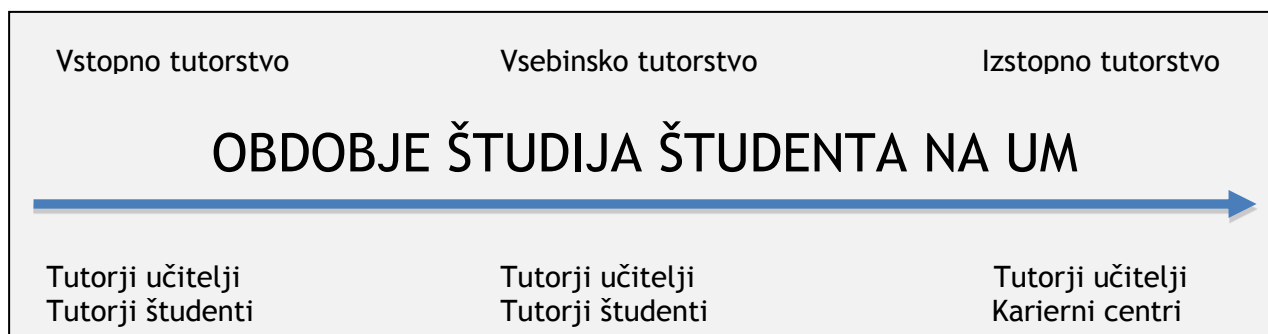 Vstopno tutorstvo Vsebinsko tutorstvo Izstopno tutorstvo
OBDOBJE ŠTUDIJA ŠTUDENTA NA UM
Tutorji učitelji Tutorji učitelji Tutorji učitelji
Tutorji študenti Tutorji študenti Karierni centri